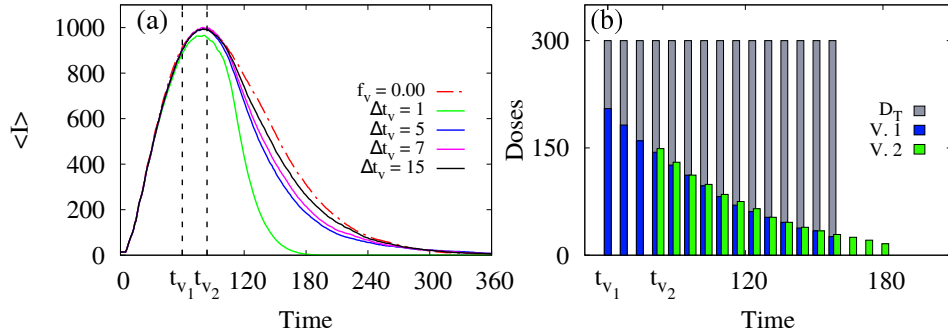 (a)
1000
800
600
400
200
0
<I>
f_v = 0.00
Δt_v = 1
Δt_v = 5
Δt_v = 7
Δt_v = 15
0 t_v₁ t_v₂ 120 180 240 300 360
Time
(b)
300
150
0
Doses
D_T
V. 1
V. 2
t_v₁ t_v₂ 120 180
Time